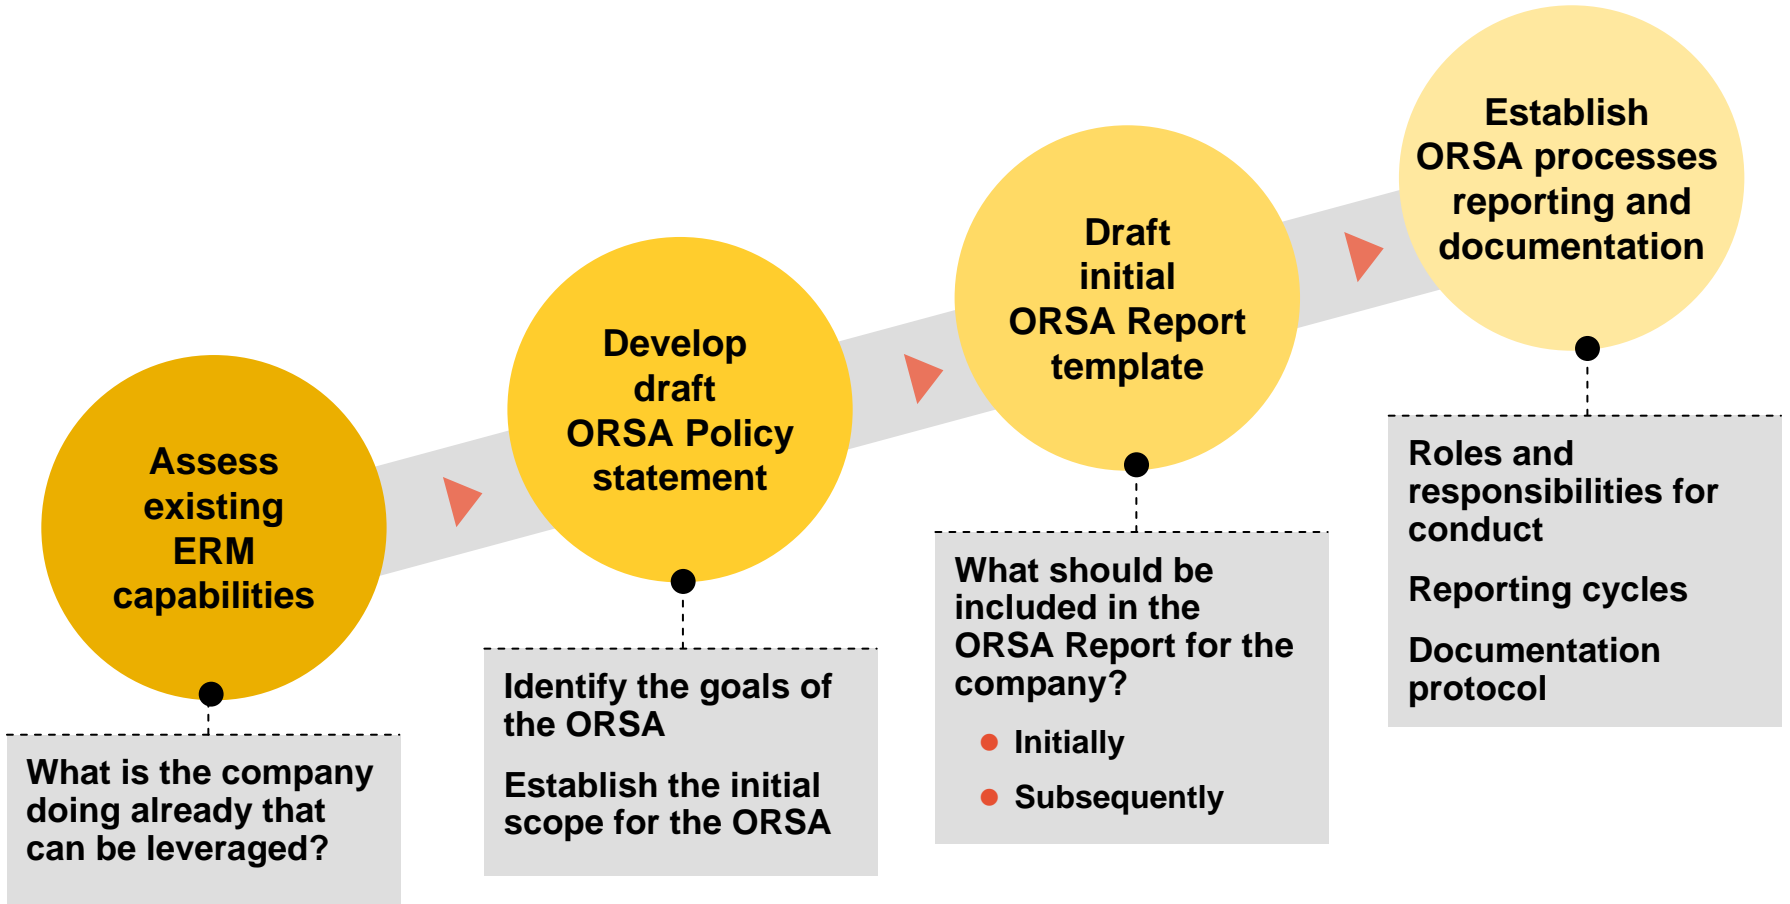 Assess
existing
ERM
capabilities
What is the company
doing already that
can be leveraged?
Develop
draft
ORSA Policy
statement
Identify the goals of
the ORSA
Establish the initial
scope for the ORSA
Draft
initial
ORSA Report
template
What should be
included in the
ORSA Report for the
company?
Initially
Subsequently
Establish
ORSA processes
reporting and
documentation
Roles and
responsibilities for
conduct
Reporting cycles
Documentation
protocol